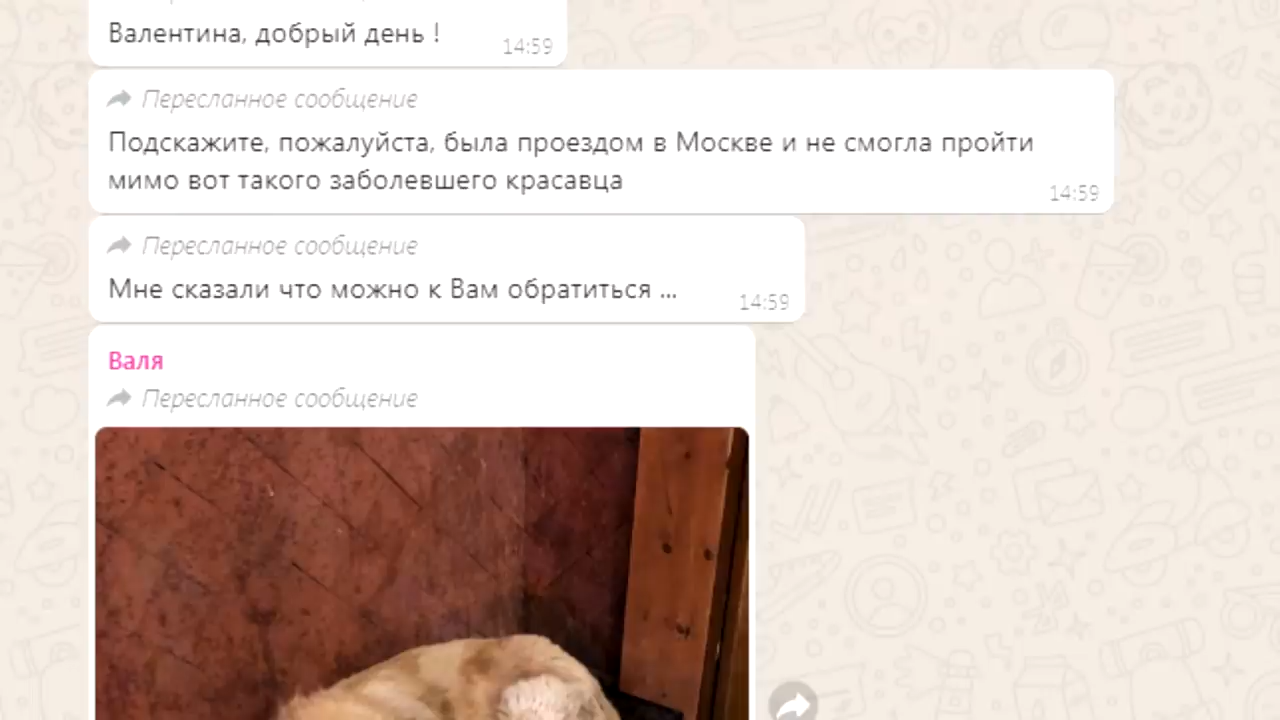 Валентина, добрый день !
14:59
Пересланное сообщение
Подскажите, пожалуйста, была проездом в Москве и не смогла пройти
мимо вот такого заболевшего красавца
14:59
Пересланное сообщение
Мне сказали что можно к Вам обратиться ...
14:59
Валя
Пересланное сообщение